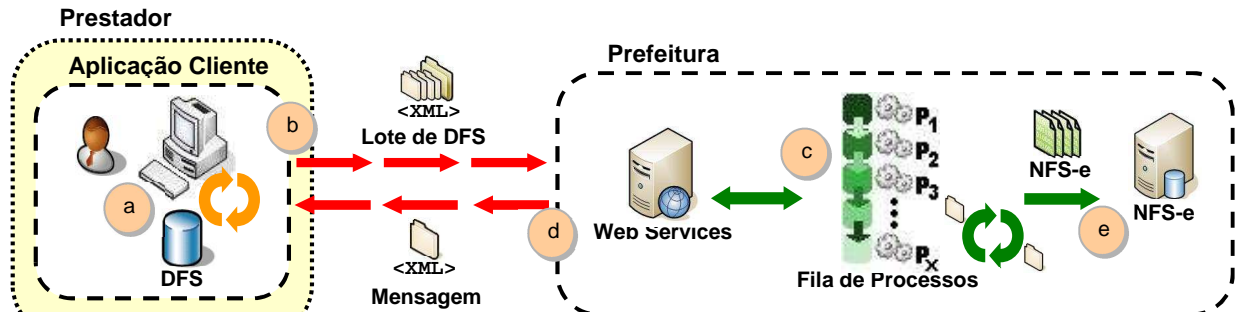 Prestador
Aplicação Cliente
Prefeitura
b
<XML>
Lote de DFS
c
P1
P2
P3
Px
NFS-e
a
DFS
d
<XML>
Mensagem
Web Services
Fila de Processos
e
NFS-e